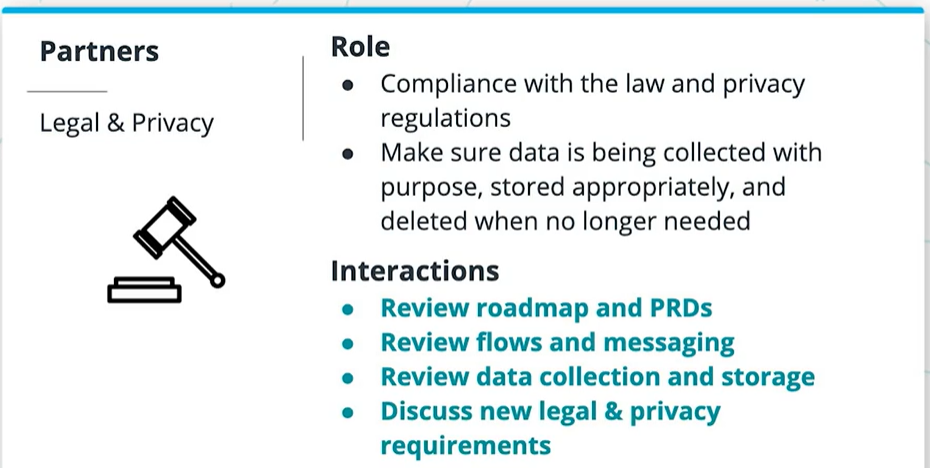 Partners
Legal & Privacy
Role
● Compliance with the law and privacy
regulations
● Make sure data is being collected with
purpose, stored appropriately, and
deleted when no longer needed
Interactions
● Review roadmap and PRDs
● Review flows and messaging
● Review data collection and storage
● Discuss new legal & privacy
requirements